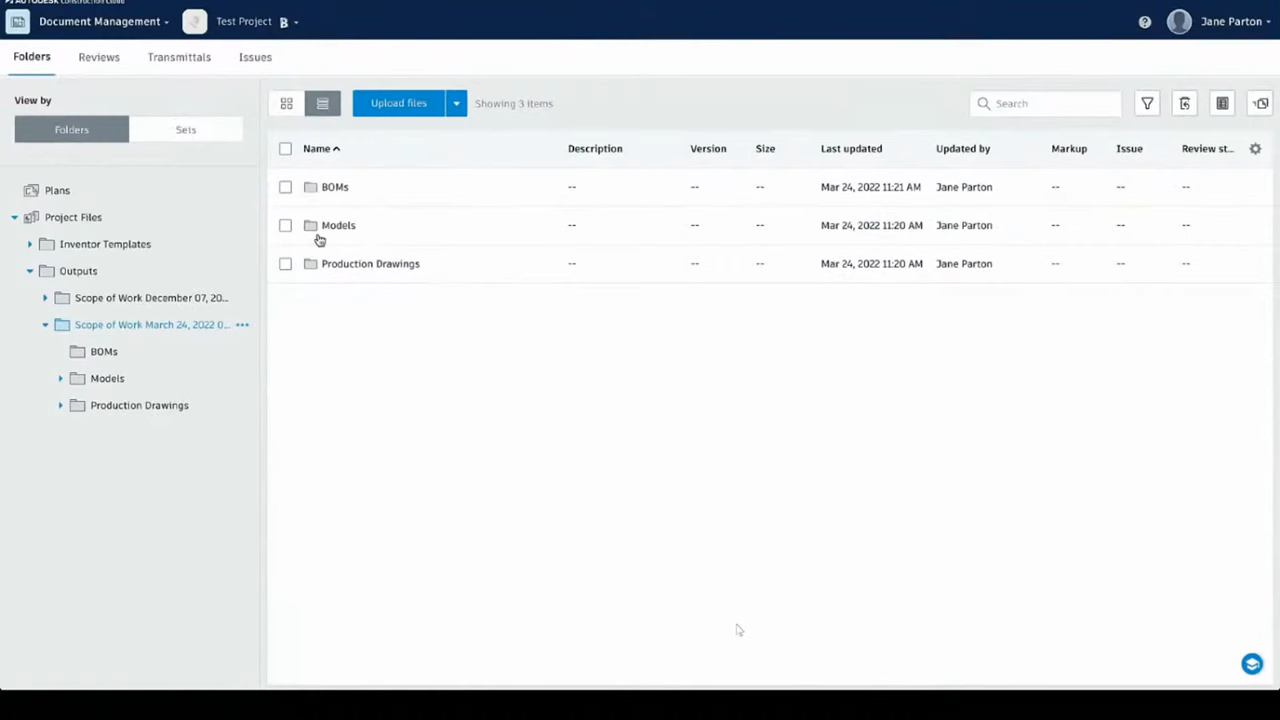 AUTODESK Construction Cloud
Document Management Test Project B Jane Parton
Folders Reviews Transmittals Issues
View by
Folders Sets
Upload files Showing 3 items Search
Plans
Project Files
Inventor Templates
Outputs
Scope of Work December 07, 20...
Scope of Work March 24, 2022 0... •••
BOMs
Models
Production Drawings
Name Description Version Size Last updated Updated by Markup Issue Review st...
BOMs -- -- -- Mar 24, 2022 11:21 AM Jane Parton -- -- --
Models -- -- -- Mar 24, 2022 11:20 AM Jane Parton -- -- --
Production Drawings -- -- -- Mar 24, 2022 11:20 AM Jane Parton -- -- --